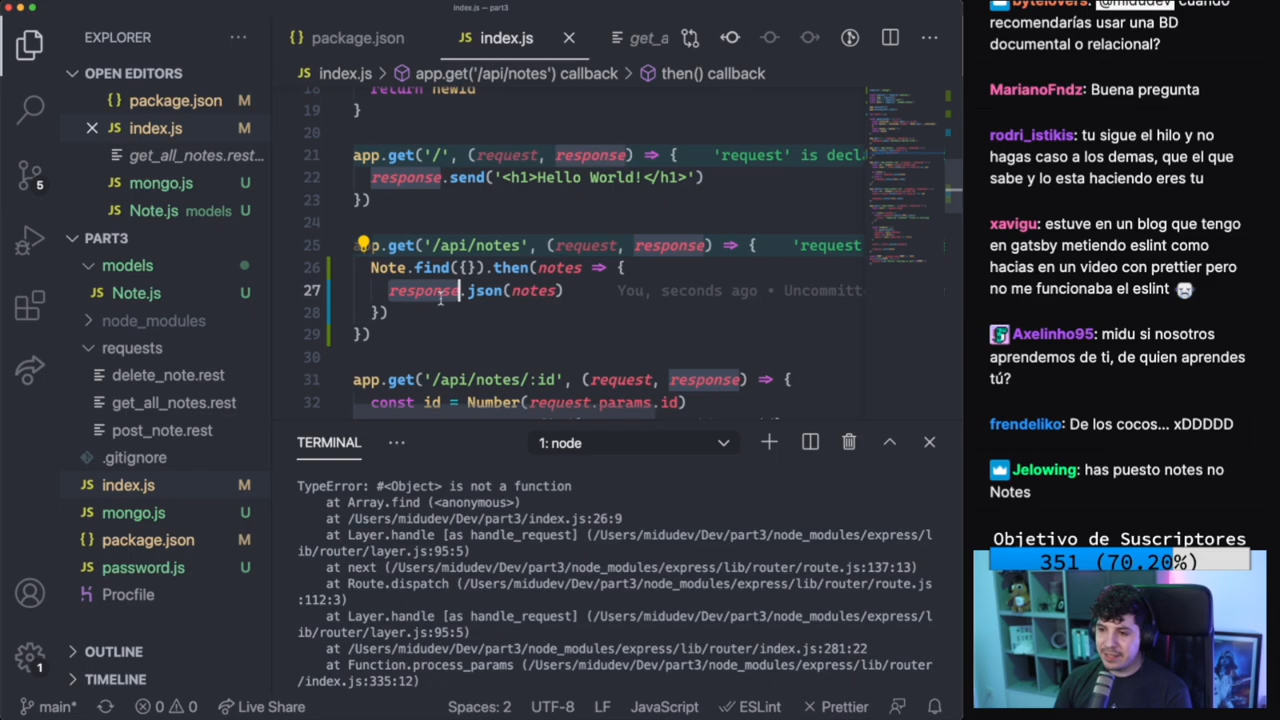 index.js — part3
EXPLORER
OPEN EDITORS
package.json M
index.js M
get_all_notes.rest...
mongo.js U
Note.js models U
PART3
models
Note.js U
node_modules
requests
delete_note.rest U
get_all_notes.rest U
post_note.rest U
.gitignore
index.js M
mongo.js U
package.json M
password.js U
Procfile
OUTLINE
TIMELINE
5
1
package.json
index.js
get_a
index.js > app.get('/api/notes') callback > then() callback
18 return newId
19 }
20
21 app.get('/', (request, response) => { 'request' is decla
22 response.send('<h1>Hello World!</h1>')
23 })
24
25 app.get('/api/notes', (request, response) => { 'request
26 Note.find({}).then(notes => {
27 response.json(notes) You, seconds ago • Uncommitt
28 })
29 })
30
31 app.get('/api/notes/:id', (request, response) => {
32 const id = Number(request.params.id)
TERMINAL
1: node
TypeError: #<Object> is not a function
at Array.find (<anonymous>)
at /Users/midudev/Dev/part3/index.js:26:9
at Layer.handle [as handle_request] (/Users/midudev/Dev/part3/node_modules/express/l
ib/router/layer.js:95:5)
at next (/Users/midudev/Dev/part3/node_modules/express/lib/router/route.js:137:13)
at Route.dispatch (/Users/midudev/Dev/part3/node_modules/express/lib/router/route.js
:112:3)
at Layer.handle [as handle_request] (/Users/midudev/Dev/part3/node_modules/express/l
ib/router/layer.js:95:5)
at /Users/midudev/Dev/part3/node_modules/express/lib/router/index.js:281:22
at Function.process_params (/Users/midudev/Dev/part3/node_modules/express/lib/router
/index.js:335:12)
main* 0 0 Live Share Spaces: 2 UTF-8 LF JavaScript ESLint Prettier
bytelovers: @midudev cuando
recomendarías usar una BD
documental o relacional?
MarianoFndz: Buena pregunta
rodri_istikis: tu sigue el hilo y no
hagas caso a los demas, que el que
sabe y lo esta haciendo eres tu
xavigu: estuve en un blog que tengo
en gatsby metiendo eslint como
hacias en un video con prettier pero
no me funcionaba el eslint
Axelinho95: midu si nosotros
aprendemos de ti, de quien aprendes
tú?
frendeliko: De los cocos... xDDDDD
Jelowing: has puesto notes no
Notes
Objetivo de Suscriptores
351 (70.20%)